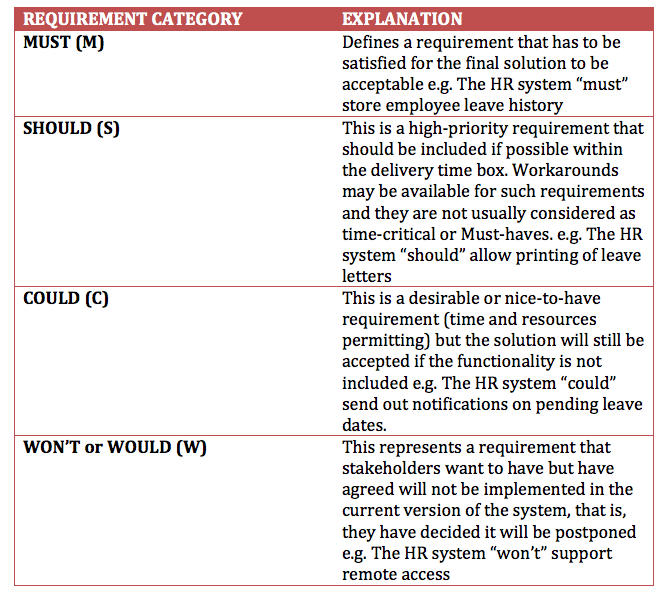 REQUIREMENT CATEGORY EXPLANATION
MUST (M) Defines a requirement that has to be
satisfied for the final solution to be
acceptable e.g. The HR system “must”
store employee leave history
SHOULD (S) This is a high-priority requirement that
should be included if possible within
the delivery time box. Workarounds
may be available for such requirements
and they are not usually considered as
time-critical or Must-haves. e.g. The HR
system “should” allow printing of leave
letters
COULD (C) This is a desirable or nice-to-have
requirement (time and resources
permitting) but the solution will still be
accepted if the functionality is not
included e.g. The HR system “could”
send out notifications on pending leave
dates.
WON’T or WOULD (W) This represents a requirement that
stakeholders want to have but have
agreed will not be implemented in the
current version of the system, that is,
they have decided it will be postponed
e.g. The HR system “won’t” support
remote access